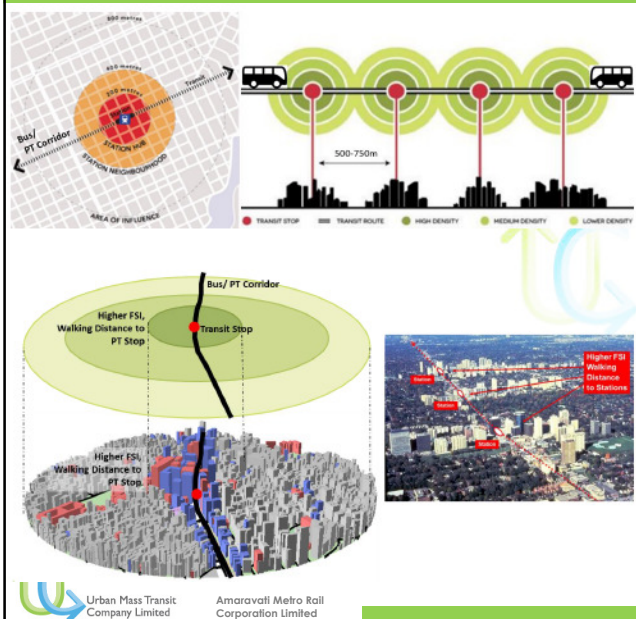 800 metres
400 metres
200 metres
Transit
Bus/
PT Corridor
STATION HUB
STATION NEIGHBOURHOOD
AREA OF INFLUENCE
500-750m
TRANSIT STOP
TRANSIT ROUTE
HIGH DENSITY
MEDIUM DENSITY
LOWER DENSITY
Bus/ PT Corridor
Higher FSI,
Walking Distance to
PT Stop
Transit Stop
Higher FSI,
Walking Distance to
PT Stop
Higher FSI
Walking
Distance
to Stations
Station
Station
Station
Urban Mass Transit
Company Limited
Amaravati Metro Rail
Corporation Limited